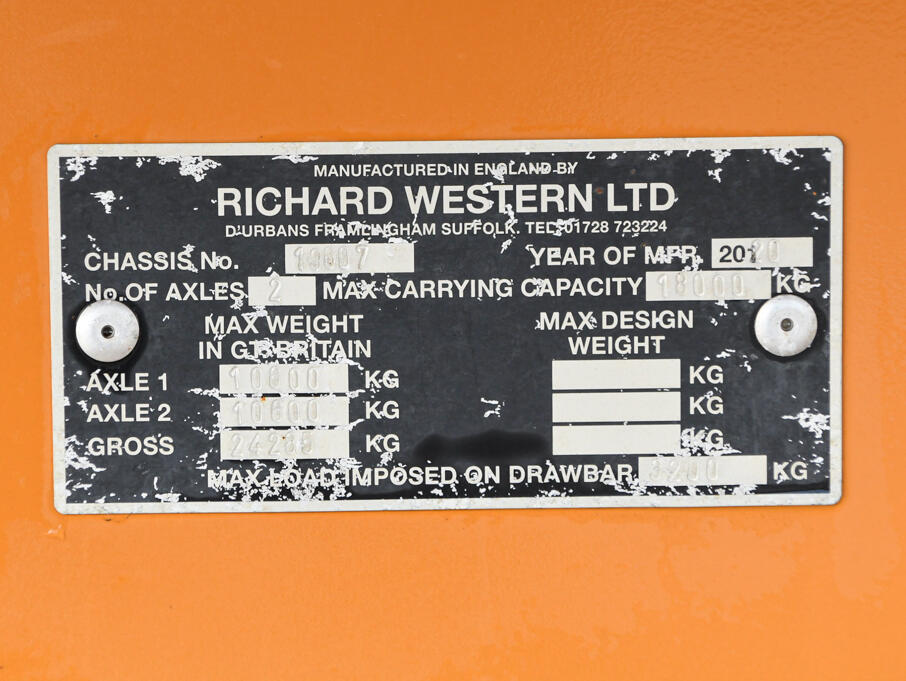 MANUFACTURED IN ENGLAND BY
RICHARD WESTERN LTD
D'URBANS FRAMLINGHAM SUFFOLK. TEL: 01728 723224
CHASSIS No. YEAR OF MFR.
No. OF AXLES 2 MAX CARRYING CAPACITY 18000 KG
MAX WEIGHT MAX DESIGN
IN GT. BRITAIN WEIGHT
AXLE 1 KG KG
AXLE 2 10600 KG KG
GROSS KG KG
MAX LOAD IMPOSED ON DRAWBAR KG